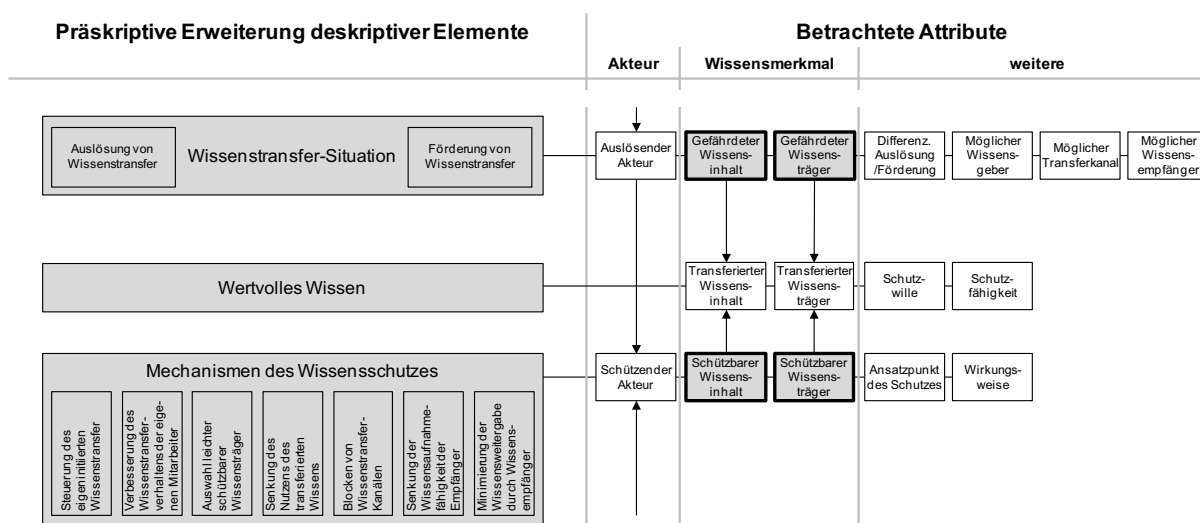 Präskriptive Erweiterung deskriptiver Elemente
Betrachtete Attribute
Akteur
Wissensmerkmal
weitere
Auslösung von
Wissenstransfer
Wissenstransfer-Situation
Förderung von
Wissenstransfer
Auslösender
Akteur
Gefährdeter
Wissens-
inhalt
Gefährdeter
Wissens-
träger
Differenz.
Auslösung
/Förderung
Möglicher
Wissens-
geber
Möglicher
Transferkanal
Möglicher
Wissens-
empfänger
Wertvolles Wissen
Transferierter
Wissens-
inhalt
Transferierter
Wissens-
träger
Schutz-
wille
Schutz-
fähigkeit
Mechanismen des Wissensschutzes
Schützender
Akteur
Schützbarer
Wissens-
inhalt
Schützbarer
Wissens-
träger
Ansatzpunkt
des Schutzes
Wirkungs-
weise
Steuerung des
eigeninitiierten
Wissenstransfer
Verbesserung des
Wissenstransfer-
verhaltens der eige-
nen Mitarbeiter
Auswahl leichter
schützbarer
Wissensträger
Senkung des
Nutzens des
transferierten
Wissens
Blocken von
Wissenstransfer-
Kanälen
Senkung der
Wissensaufnahme-
fähigkeit der
Empfänger
Minimierung der
Wissensweitergabe
durch Wissens-
empfänger